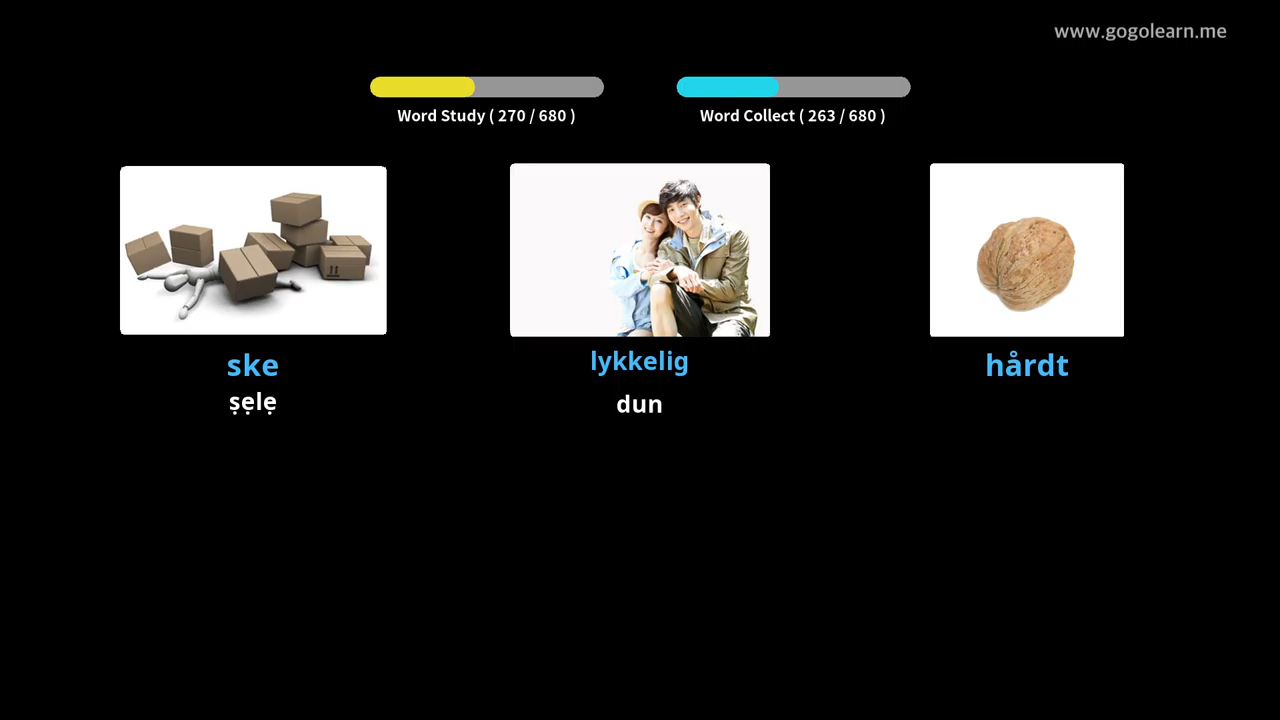 www.gogolearn.me
Word Study ( 270 / 680 )
Word Collect ( 263 / 680 )
ske
ṣẹlẹ
lykkelig
dun
hårdt